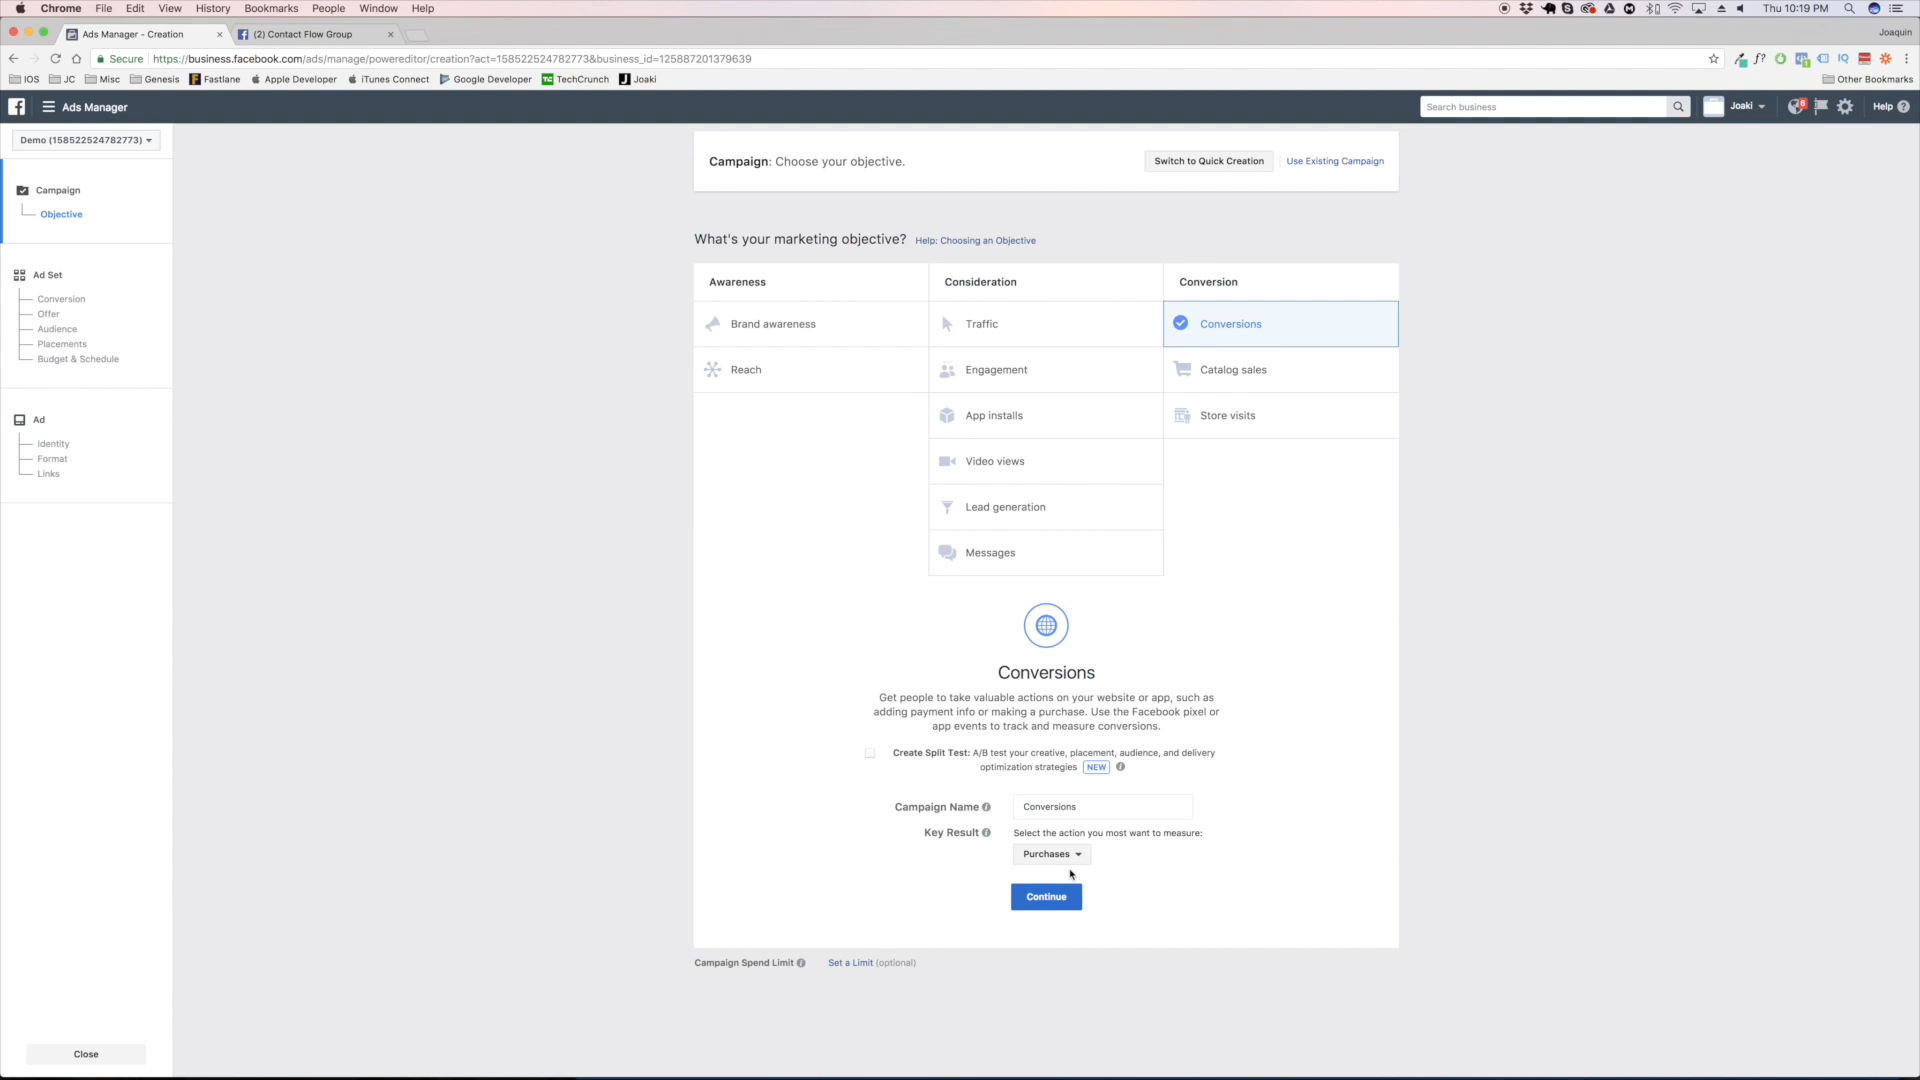 Chrome File Edit View History Bookmarks People Window Help
Thu 10:19 PM
Ads Manager - Creation
(2) Contact Flow Group
Joaquin
Secure https://business.facebook.com/ads/manage/powereditor/creation?act=158522524782773&business_id=125887201379639
IOS JC Misc Genesis Fastlane Apple Developer iTunes Connect Google Developer TechCrunch Joaki Other Bookmarks
Ads Manager
Search business
Joaki
6
Help
Demo (158522524782773)
Campaign
Objective
Ad Set
Conversion
Offer
Audience
Placements
Budget & Schedule
Ad
Identity
Format
Links
Close
Campaign: Choose your objective.
Switch to Quick Creation
Use Existing Campaign
What's your marketing objective? Help: Choosing an Objective
Awareness Consideration Conversion
Brand awareness Traffic Conversions
Reach Engagement Catalog sales
App installs Store visits
Video views
Lead generation
Messages
Conversions
Get people to take valuable actions on your website or app, such as
adding payment info or making a purchase. Use the Facebook pixel or
app events to track and measure conversions.
Create Split Test: A/B test your creative, placement, audience, and delivery
optimization strategies NEW
Campaign Name Conversions
Key Result Select the action you most want to measure:
Purchases
Continue
Campaign Spend Limit Set a Limit (optional)